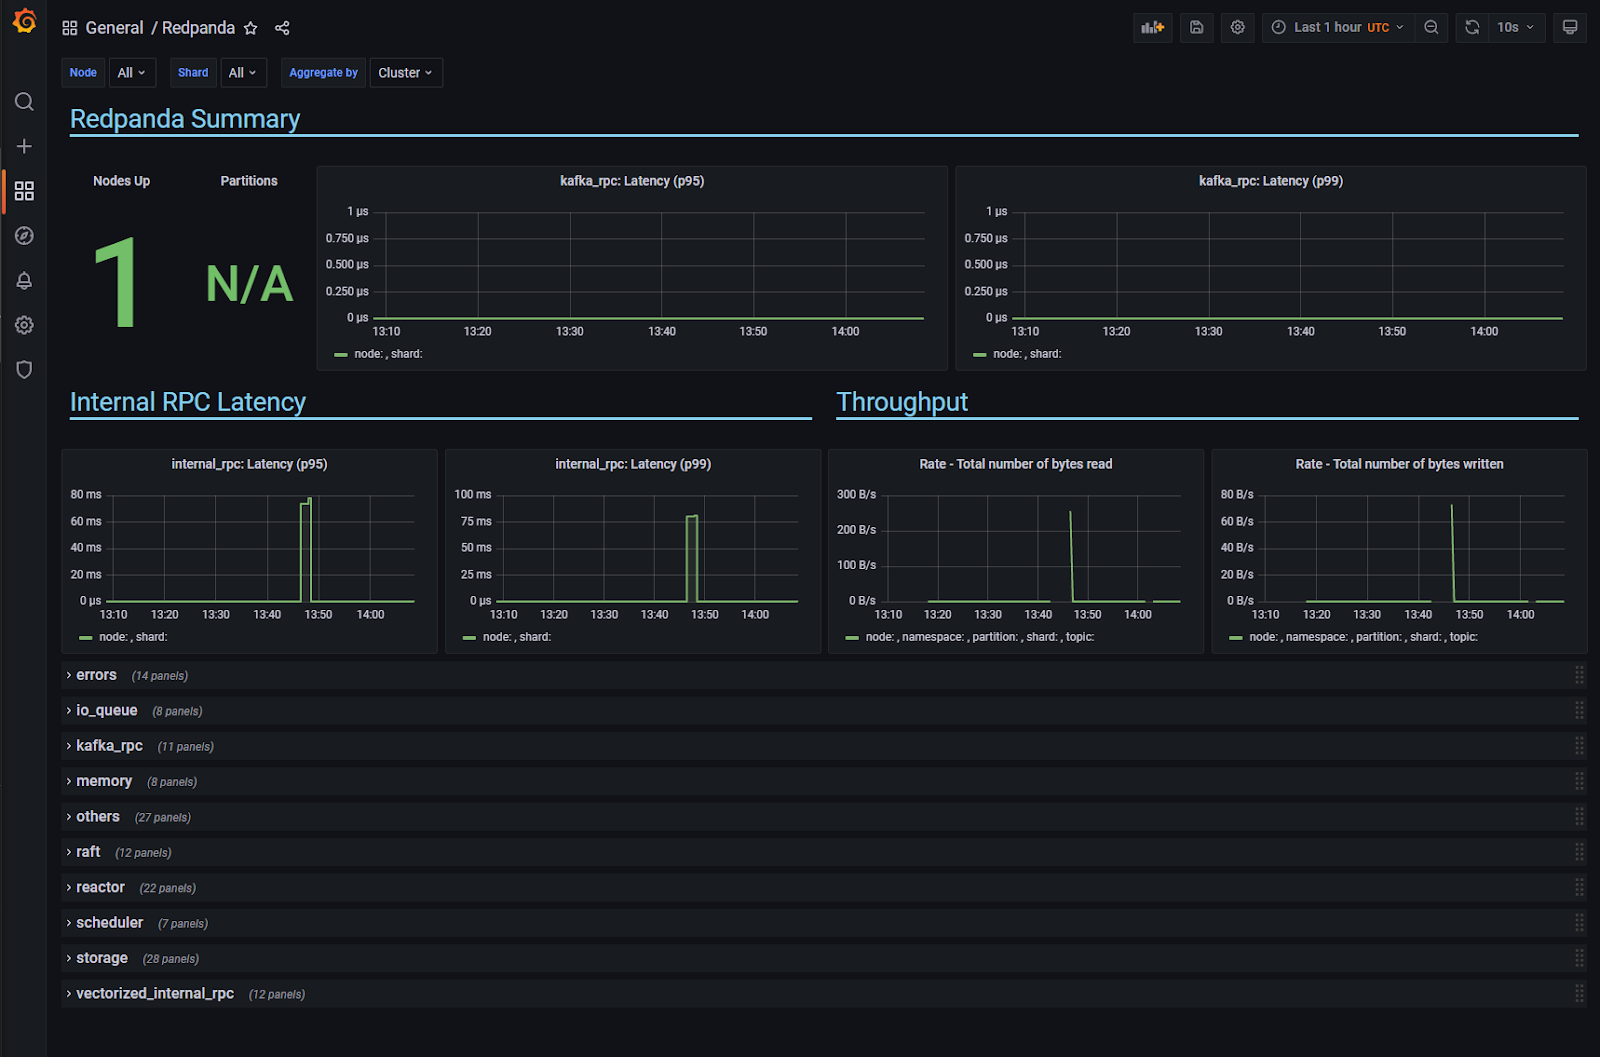 General / Redpanda
Last 1 hour UTC
10s
Node All Shard All Aggregate by Cluster
Redpanda Summary
Nodes Up
1
Partitions
N/A
kafka_rpc: Latency (p95)
1 μs
0.750 μs
0.500 μs
0.250 μs
0 μs
13:10 13:20 13:30 13:40 13:50 14:00
node: , shard:
kafka_rpc: Latency (p99)
1 μs
0.750 μs
0.500 μs
0.250 μs
0 μs
13:10 13:20 13:30 13:40 13:50 14:00
node: , shard:
Internal RPC Latency
Throughput
internal_rpc: Latency (p95)
80 ms
60 ms
40 ms
20 ms
0 μs
13:10 13:20 13:30 13:40 13:50 14:00
node: , shard:
internal_rpc: Latency (p99)
100 ms
75 ms
50 ms
25 ms
0 μs
13:10 13:20 13:30 13:40 13:50 14:00
node: , shard:
Rate - Total number of bytes read
300 B/s
200 B/s
100 B/s
0 B/s
13:10 13:20 13:30 13:40 13:50 14:00
node: , namespace: , partition: , shard: , topic:
Rate - Total number of bytes written
80 B/s
60 B/s
40 B/s
20 B/s
0 B/s
13:10 13:20 13:30 13:40 13:50 14:00
node: , namespace: , partition: , shard: , topic:
errors (14 panels)
io_queue (8 panels)
kafka_rpc (11 panels)
memory (8 panels)
others (27 panels)
raft (12 panels)
reactor (22 panels)
scheduler (7 panels)
storage (28 panels)
vectorized_internal_rpc (12 panels)